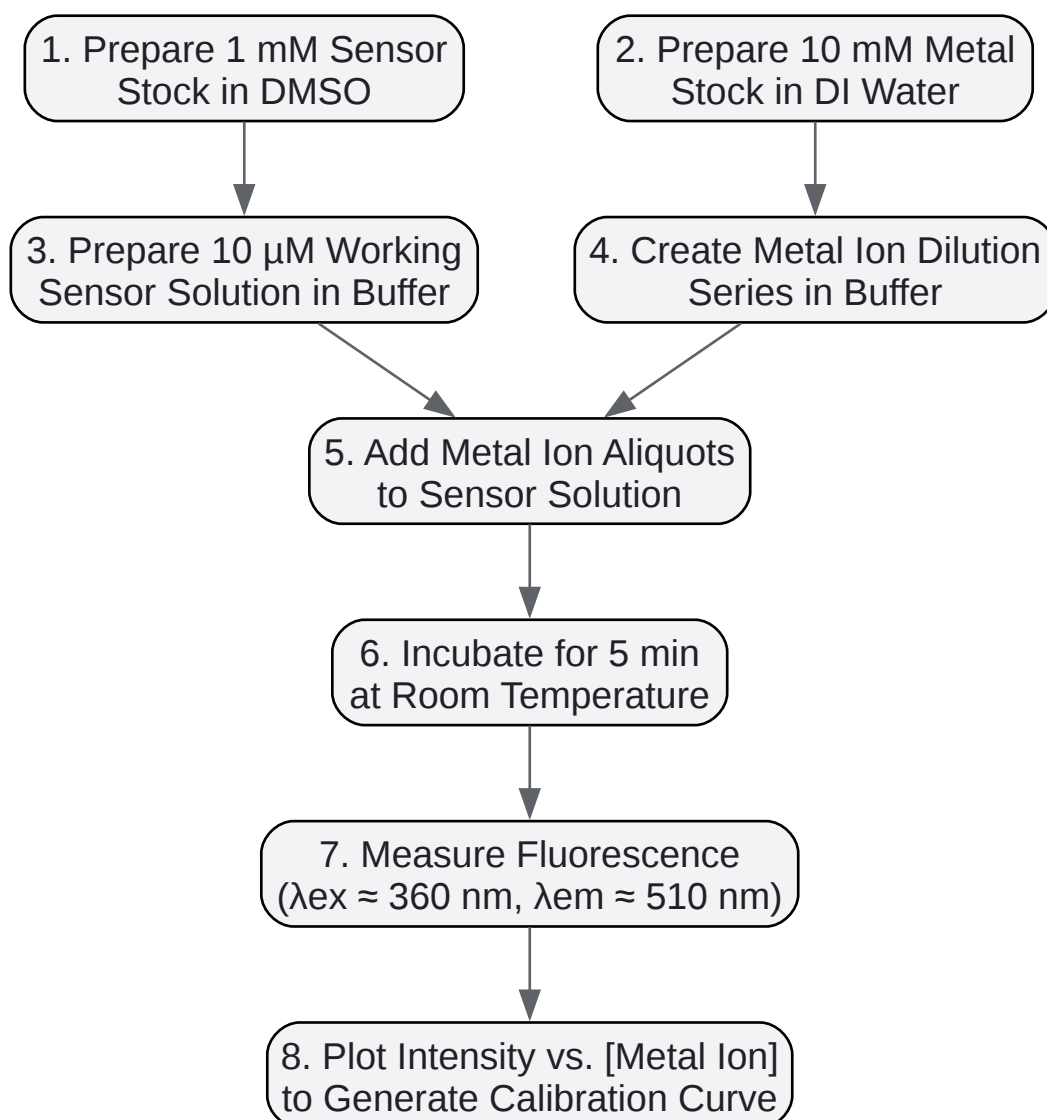 1. Prepare 1 mM Sensor
Stock in DMSO
2. Prepare 10 mM Metal
Stock in DI Water
3. Prepare 10 µM Working
Sensor Solution in Buffer
4. Create Metal Ion Dilution
Series in Buffer
5. Add Metal Ion Aliquots
to Sensor Solution
6. Incubate for 5 min
at Room Temperature
7. Measure Fluorescence
(λex ≈ 360 nm, λem ≈ 510 nm)
8. Plot Intensity vs. [Metal Ion]
to Generate Calibration Curve